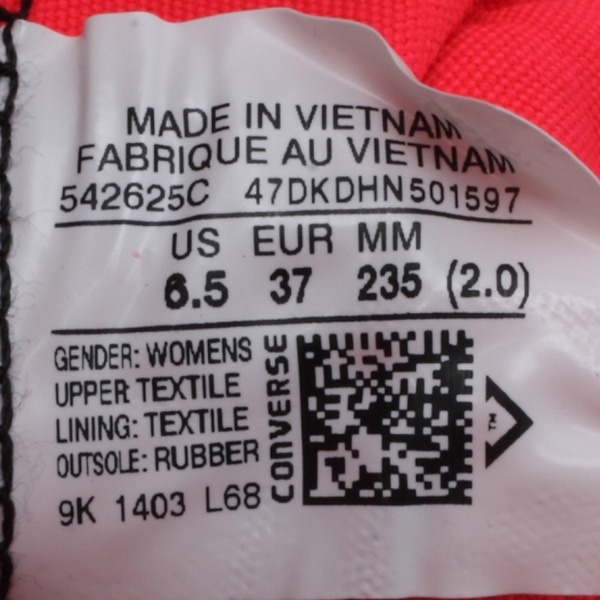 MADE IN VIETNAM
FABRIQUE AU VIETNAM
542625C 47DKDHN501597
US EUR MM
6.5 37 235 (2.0)
GENDER: WOMENS
UPPER TEXTILE
LINING: TEXTILE
OUTSOLE: RUBBER
9K 1403 L68
CONVERSE
TM